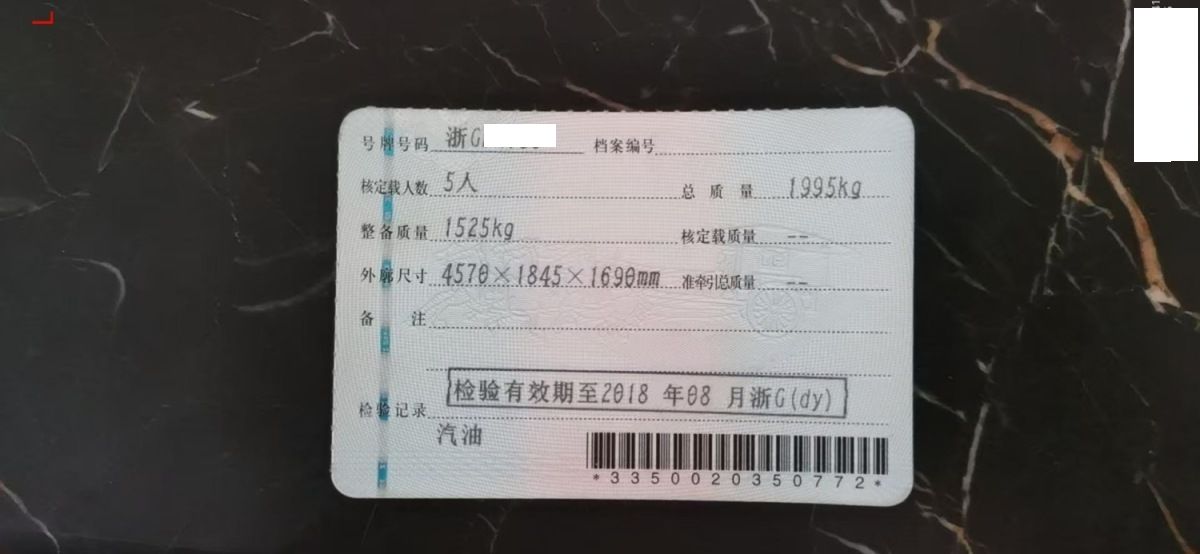 号牌号码 浙G 档案编号
核定载人数 5人 总质量 1995kg
整备质量 1525kg 核定载质量 --
外廓尺寸 4570×1845×1690mm 准牵引总质量 --
备注
检验记录 检验有效期至2018 年08 月浙G(dy)
汽油
*3350020350772*